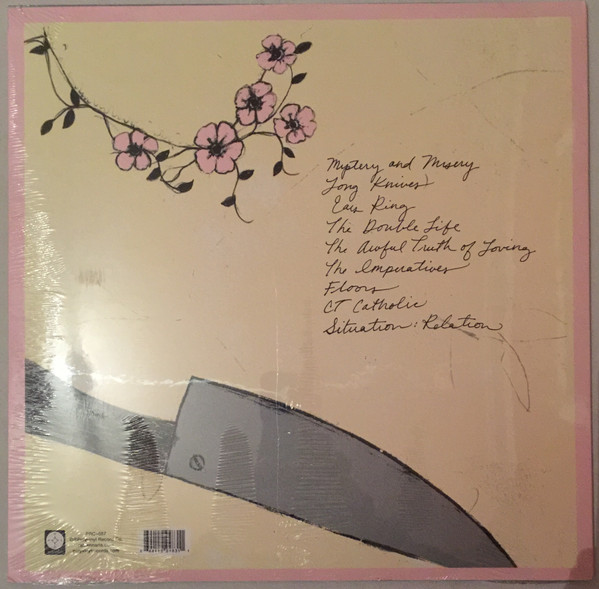 Mystery and Misery
Long Knives
Ears Ring
The Double Life
The Awful Truth of Loving
The Imperatives
Floors
CT Catholic
Situation: Relation